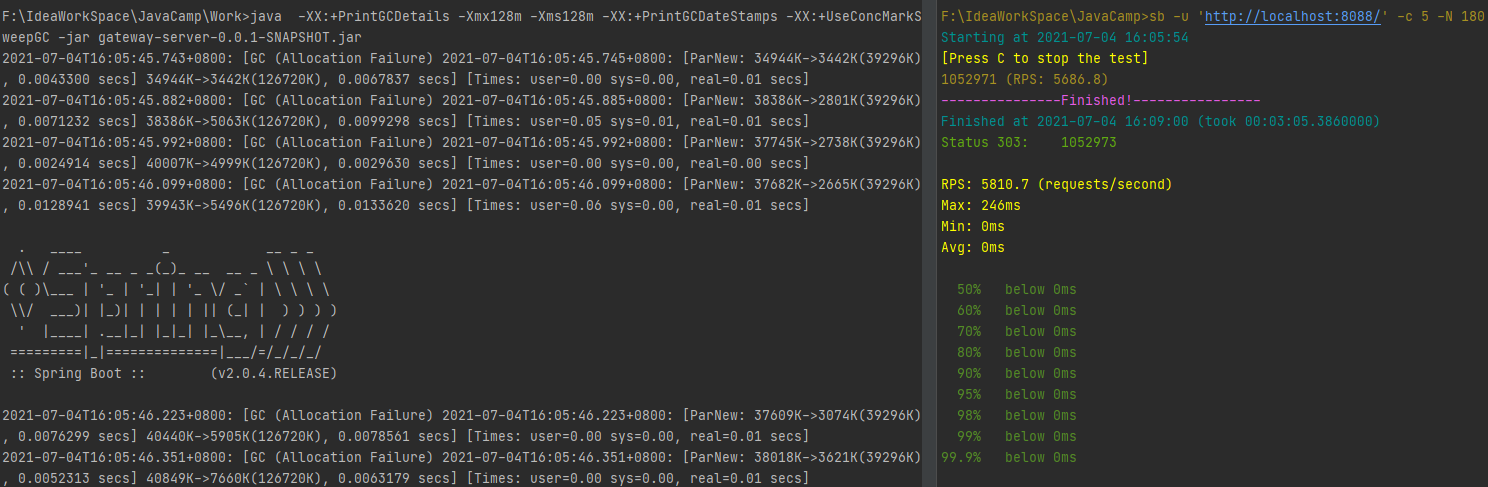 F:\IdeaWorkSpace\JavaCamp\Work>java  -XX:+PrintGCDetails -Xmx128m -Xms128m -XX:+PrintGCDateStamps -XX:+UseConcMarkS
weepGC -jar gateway-server-0.0.1-SNAPSHOT.jar
2021-07-04T16:05:45.743+0800: [GC (Allocation Failure) 2021-07-04T16:05:45.745+0800: [ParNew: 34944K->3442K(39296K)
, 0.0043300 secs] 34944K->3442K(126720K), 0.0067837 secs] [Times: user=0.00 sys=0.00, real=0.01 secs]
2021-07-04T16:05:45.882+0800: [GC (Allocation Failure) 2021-07-04T16:05:45.885+0800: [ParNew: 38386K->2801K(39296K)
, 0.0071232 secs] 38386K->5063K(126720K), 0.0099298 secs] [Times: user=0.05 sys=0.01, real=0.01 secs]
2021-07-04T16:05:45.992+0800: [GC (Allocation Failure) 2021-07-04T16:05:45.992+0800: [ParNew: 37745K->2738K(39296K)
, 0.0024914 secs] 40007K->4999K(126720K), 0.0029630 secs] [Times: user=0.00 sys=0.00, real=0.00 secs]
2021-07-04T16:05:46.099+0800: [GC (Allocation Failure) 2021-07-04T16:05:46.099+0800: [ParNew: 37682K->2665K(39296K)
, 0.0128941 secs] 39943K->5496K(126720K), 0.0133620 secs] [Times: user=0.06 sys=0.00, real=0.01 secs]
  .   ____          _            __ _ _
 /\\ / ___'_ __ _ _(_)_ __  __ _ \ \ \ \
( ( )\___ | '_ | '_| | '_ \/ _` | \ \ \ \
 \\/  ___)| |_)| | | | | || (_| |  ) ) ) )
  '  |____| .__|_| |_|_| |_\__, | / / / /
 =========|_|==============|___/=/_/_/_/
 :: Spring Boot ::        (v2.0.4.RELEASE)
2021-07-04T16:05:46.223+0800: [GC (Allocation Failure) 2021-07-04T16:05:46.223+0800: [ParNew: 37609K->3074K(39296K)
, 0.0076299 secs] 40440K->5905K(126720K), 0.0078561 secs] [Times: user=0.00 sys=0.00, real=0.01 secs]
2021-07-04T16:05:46.351+0800: [GC (Allocation Failure) 2021-07-04T16:05:46.351+0800: [ParNew: 38018K->3621K(39296K)
, 0.0052313 secs] 40849K->7660K(126720K), 0.0063179 secs] [Times: user=0.00 sys=0.00, real=0.01 secs]
F:\IdeaWorkSpace\JavaCamp>sb -u 'http://localhost:8088/' -c 5 -N 180
Starting at 2021-07-04 16:05:54
[Press C to stop the test]
1052971 (RPS: 5686.8)
---------------Finished!----------------
Finished at 2021-07-04 16:09:00 (took 00:03:05.3860000)
Status 303:    1052973
RPS: 5810.7 (requests/second)
Max: 246ms
Min: 0ms
Avg: 0ms
  50%   below 0ms
  60%   below 0ms
  70%   below 0ms
  80%   below 0ms
  90%   below 0ms
  95%   below 0ms
  98%   below 0ms
  99%   below 0ms
99.9%   below 0ms